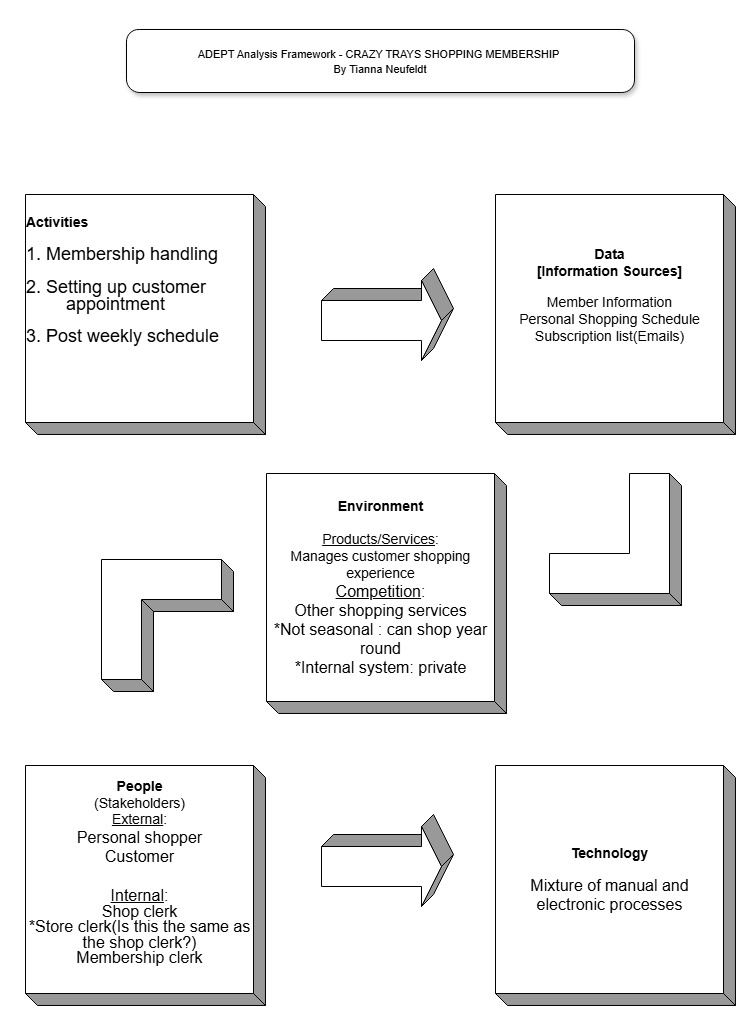 ADEPT Analysis Framework - CRAZY TRAYS SHOPPING MEMBERSHIP
By Tianna Neufeldt
Activities
1. Membership handling
2. Setting up customer
appointment
3. Post weekly schedule
Data
[Information Sources]
Member Information
Personal Shopping Schedule
Subscription list(Emails)
Environment
Products/Services:
Manages customer shopping
experience
Competition:
Other shopping services
*Not seasonal : can shop year
round
*Internal system: private
People
(Stakeholders)
External:
Personal shopper
Customer
Internal:
Shop clerk
*Store clerk(Is this the same as
the shop clerk?)
Membership clerk
Technology
Mixture of manual and
electronic processes